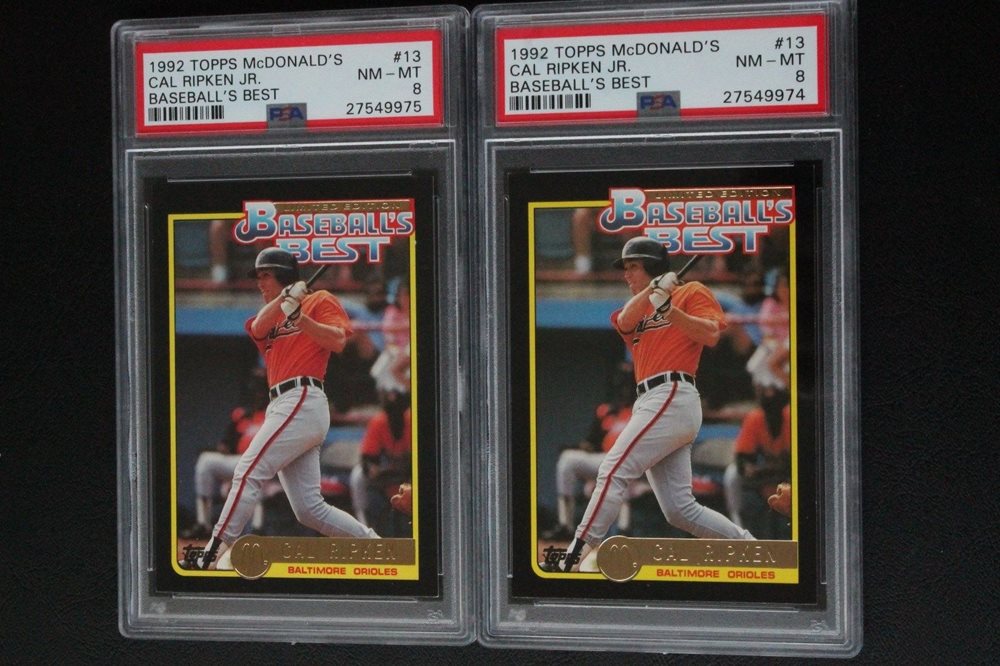 1992 TOPPS McDONALD'S #13
CAL RIPKEN JR. NM - MT
BASEBALL'S BEST 8
PSA 27549975
LIMITED EDITION
BASEBALL'S
BEST
Topps CAL RIPKEN
BALTIMORE ORIOLES
1992 TOPPS McDONALD'S #13
CAL RIPKEN JR. NM - MT
BASEBALL'S BEST 8
PSA 27549974
LIMITED EDITION
BASEBALL'S
BEST
Topps CAL RIPKEN
BALTIMORE ORIOLES